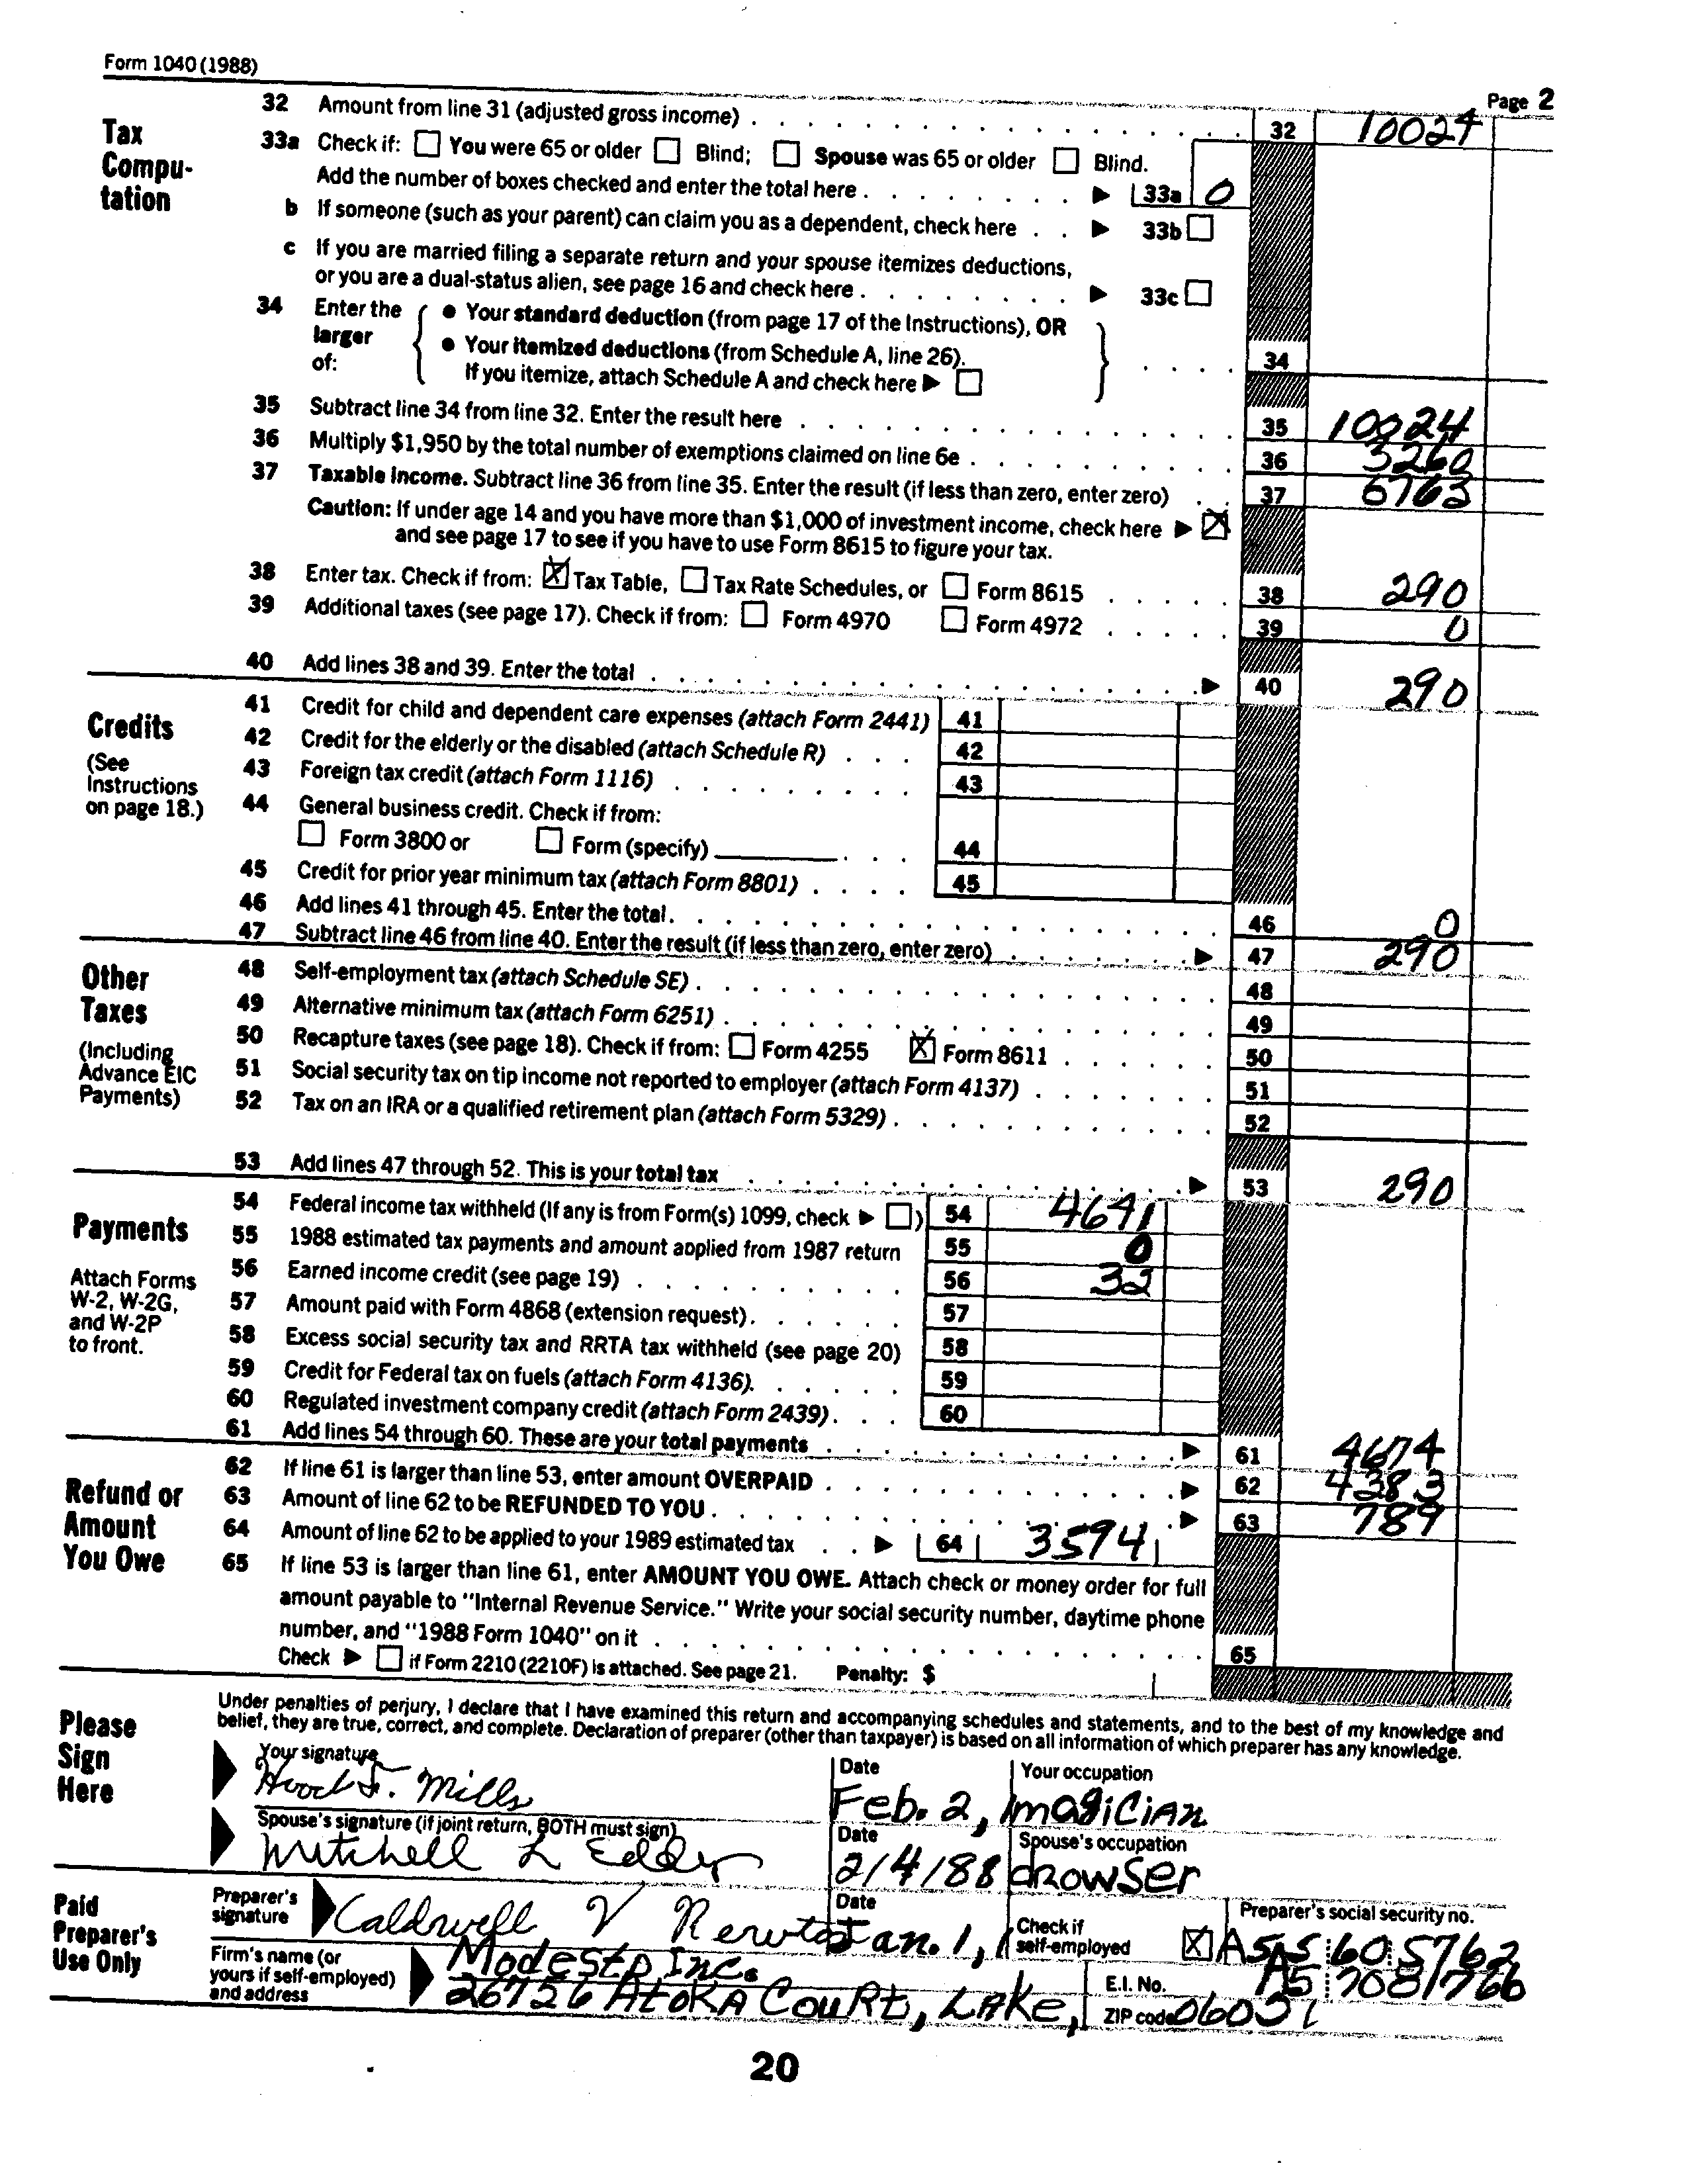 Form 1040 (1988)
Page 2
Tax Compu-tation
32 Amount from line 31 (adjusted gross income) 32 10024
33a Check if: You were 65 or older Blind; Spouse was 65 or older Blind.
Add the number of boxes checked and enter the total here 33a 0
b If someone (such as your parent) can claim you as a dependent, check here 33b
c If you are married filing a separate return and your spouse itemizes deductions,
or you are a dual-status alien, see page 16 and check here 33c
34 Enter the larger of: • Your standard deduction (from page 17 of the Instructions), OR
• Your itemized deductions (from Schedule A, line 26).
If you itemize, attach Schedule A and check here 34
35 Subtract line 34 from line 32. Enter the result here 35 10024
36 Multiply $1,950 by the total number of exemptions claimed on line 6e 36 3260
37 Taxable income. Subtract line 36 from line 35. Enter the result (if less than zero, enter zero) 37 6763
Caution: If under age 14 and you have more than $1,000 of investment income, check here X
and see page 17 to see if you have to use Form 8615 to figure your tax.
38 Enter tax. Check if from: X Tax Table, Tax Rate Schedules, or Form 8615 38 290
39 Additional taxes (see page 17). Check if from: Form 4970 Form 4972 39 0
40 Add lines 38 and 39. Enter the total 40 290
Credits
(See Instructions on page 18.)
41 Credit for child and dependent care expenses (attach Form 2441) 41
42 Credit for the elderly or the disabled (attach Schedule R) 42
43 Foreign tax credit (attach Form 1116) 43
44 General business credit. Check if from:
Form 3800 or Form (specify) 44
45 Credit for prior year minimum tax (attach Form 8801) 45
46 Add lines 41 through 45. Enter the total. 46 0
47 Subtract line 46 from line 40. Enter the result (if less than zero, enter zero) 47 290
Other Taxes
(Including Advance EIC Payments)
48 Self-employment tax (attach Schedule SE) 48
49 Alternative minimum tax (attach Form 6251) 49
50 Recapture taxes (see page 18). Check if from: Form 4255 X Form 8611 50
51 Social security tax on tip income not reported to employer (attach Form 4137) 51
52 Tax on an IRA or a qualified retirement plan (attach Form 5329) 52
53 Add lines 47 through 52. This is your total tax 53 290
Payments
Attach Forms W-2, W-2G, and W-2P to front.
54 Federal income tax withheld (If any is from Form(s) 1099, check ) 54 4641
55 1988 estimated tax payments and amount applied from 1987 return 55 0
56 Earned income credit (see page 19) 56 32
57 Amount paid with Form 4868 (extension request). 57
58 Excess social security tax and RRTA tax withheld (see page 20) 58
59 Credit for Federal tax on fuels (attach Form 4136). 59
60 Regulated investment company credit (attach Form 2439) 60
61 Add lines 54 through 60. These are your total payments 61 4674
Refund or Amount You Owe
62 If line 61 is larger than line 53, enter amount OVERPAID 62 4383
63 Amount of line 62 to be REFUNDED TO YOU 63 789
64 Amount of line 62 to be applied to your 1989 estimated tax 64 3594
65 If line 53 is larger than line 61, enter AMOUNT YOU OWE. Attach check or money order for full
amount payable to "Internal Revenue Service." Write your social security number, daytime phone
number, and "1988 Form 1040" on it 65
Check if Form 2210 (2210F) is attached. See page 21. Penalty: $
Please Sign Here
Under penalties of perjury, I declare that I have examined this return and accompanying schedules and statements, and to the best of my knowledge and
belief, they are true, correct, and complete. Declaration of preparer (other than taxpayer) is based on all information of which preparer has any knowledge.
Your signature Date Your occupation
F. Mills Feb. 2, Imagician
Spouse's signature (if joint return, BOTH must sign) Date Spouse's occupation
Mitchell L Eddy 2/4/88 drowser
Paid Preparer's Use Only
Preparer's signature Caldwell V Date Jan. 1, Check if self-employed X Preparer's social security no. A55 60 5762
Firm's name (or yours if self-employed) and address Modesto Inc. E.I. No. A5 7081766
26726 Atoka Court, Lake, ZIP code
20